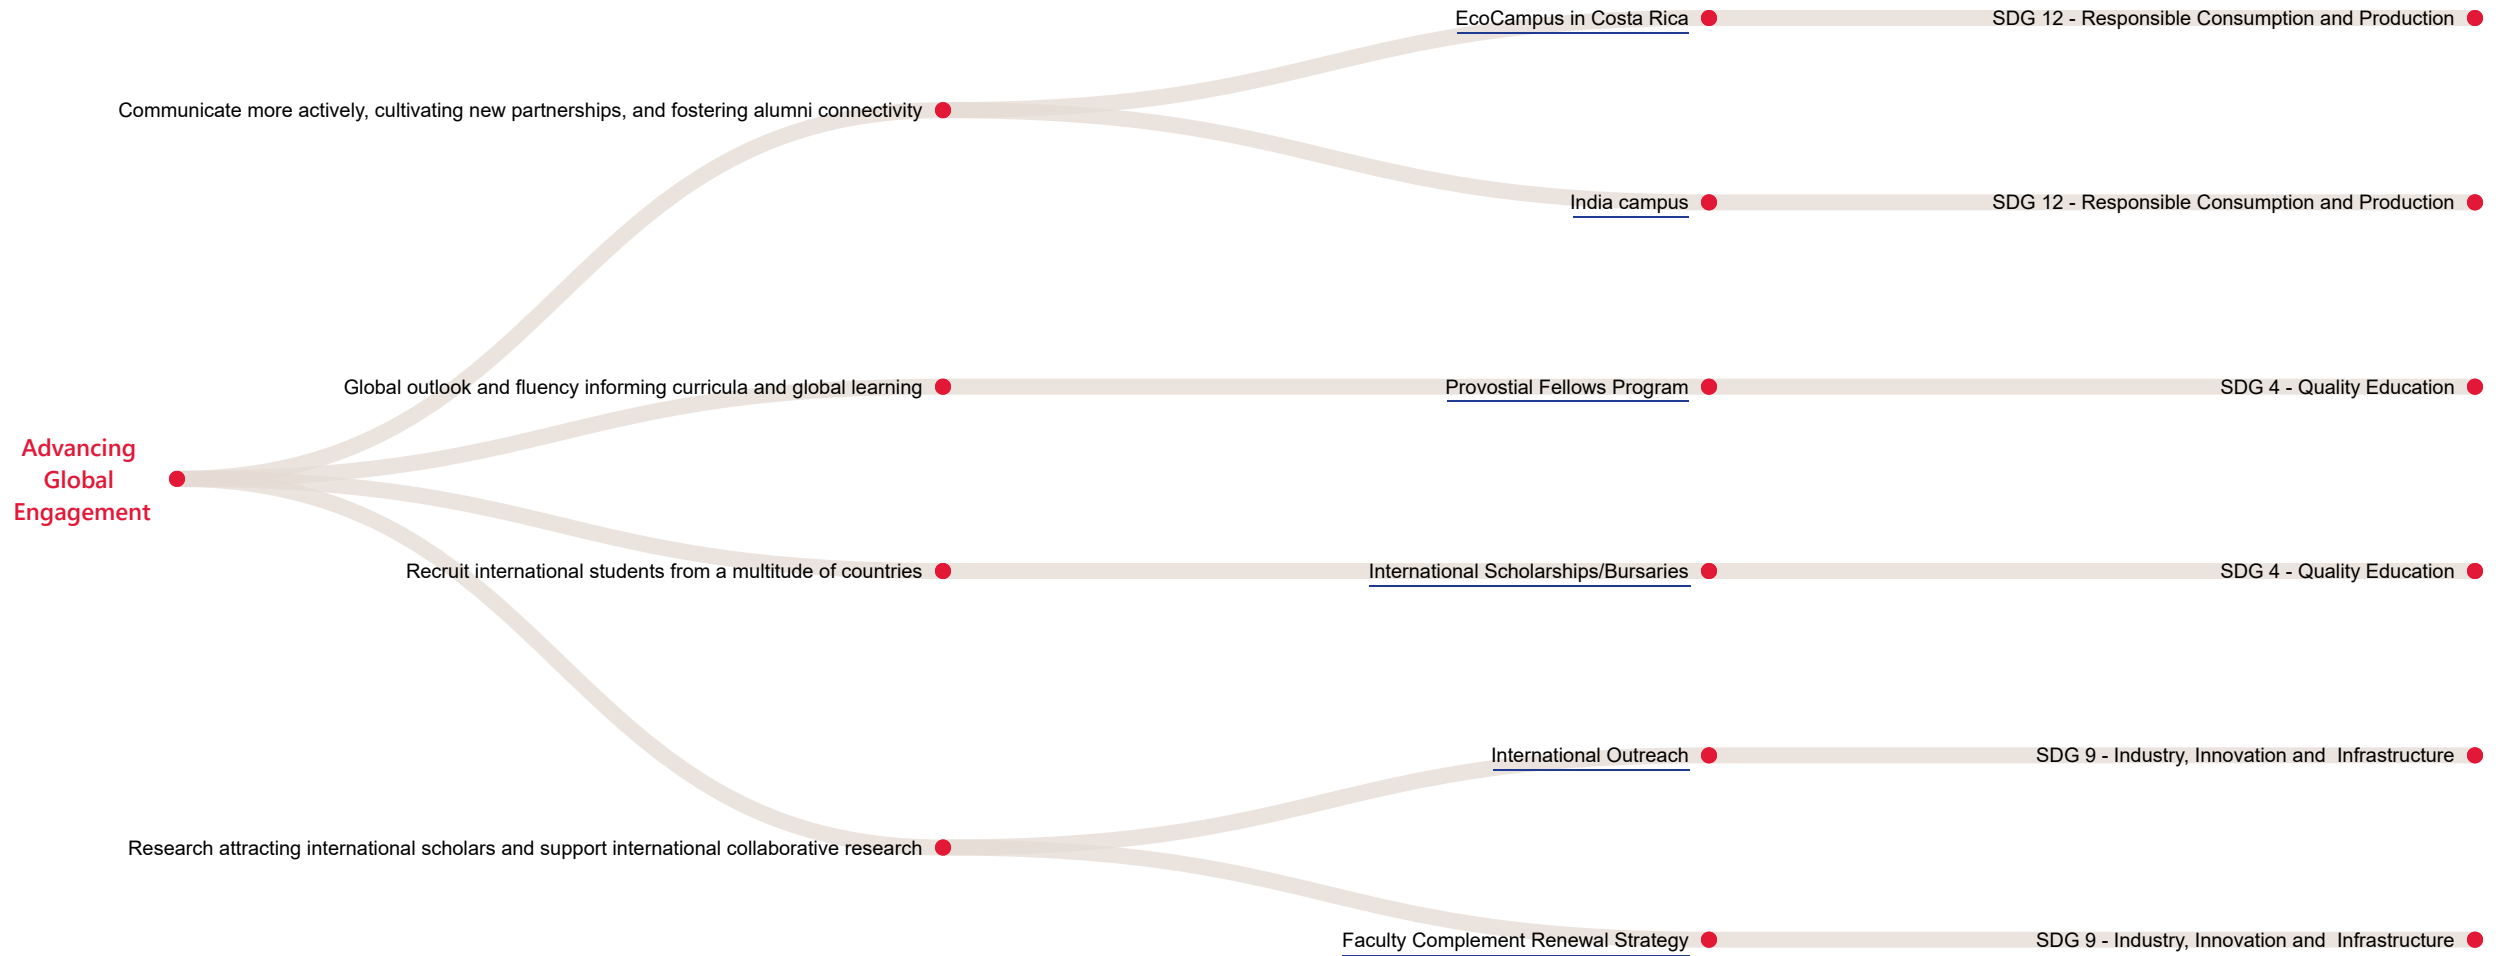 EcoCampus in Costa Rica
SDG 12 - Responsible Consumption and Production
Communicate more actively, cultivating new partnerships, and fostering alumni connectivity
India campus
SDG 12 - Responsible Consumption and Production
Global outlook and fluency informing curricula and global learning
Provostial Fellows Program
SDG 4 - Quality Education
Advancing
Global
Engagement
Recruit international students from a multitude of countries
International Scholarships/Bursaries
SDG 4 - Quality Education
International Outreach
SDG 9 - Industry, Innovation and  Infrastructure
Research attracting international scholars and support international collaborative research
Faculty Complement Renewal Strategy
SDG 9 - Industry, Innovation and  Infrastructure